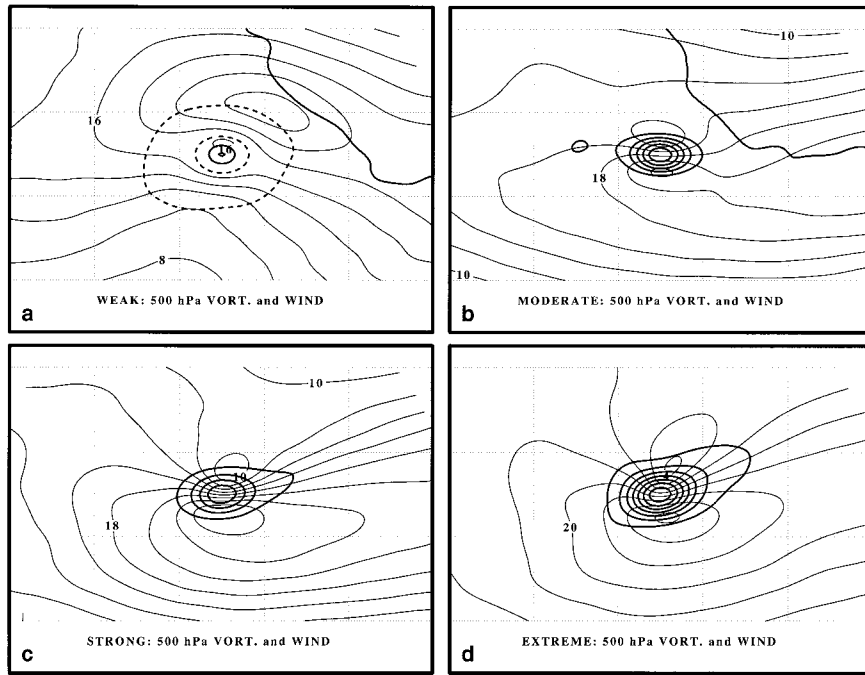 10
16
16
18
8
10
a WEAK: 500 hPa VORT. and WIND
b MODERATE: 500 hPa VORT. and WIND
10
18
20
c STRONG: 500 hPa VORT. and WIND
d EXTREME: 500 hPa VORT. and WIND